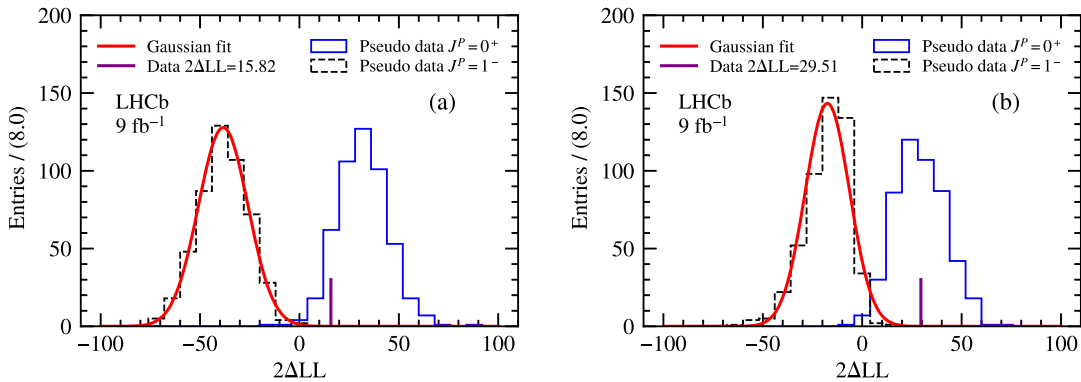 Gaussian fit
Data 2ΔLL=15.82
Pseudo data J^P = 0⁺
Pseudo data J^P = 1⁻
LHCb
9 fb⁻¹
(a)
Entries / (8.0)
200
150
100
50
0
−100 −50 0 50 100
2ΔLL
Gaussian fit
Data 2ΔLL=29.51
Pseudo data J^P = 0⁺
Pseudo data J^P = 1⁻
LHCb
9 fb⁻¹
(b)
Entries / (8.0)
200
150
100
50
0
−100 −50 0 50 100
2ΔLL